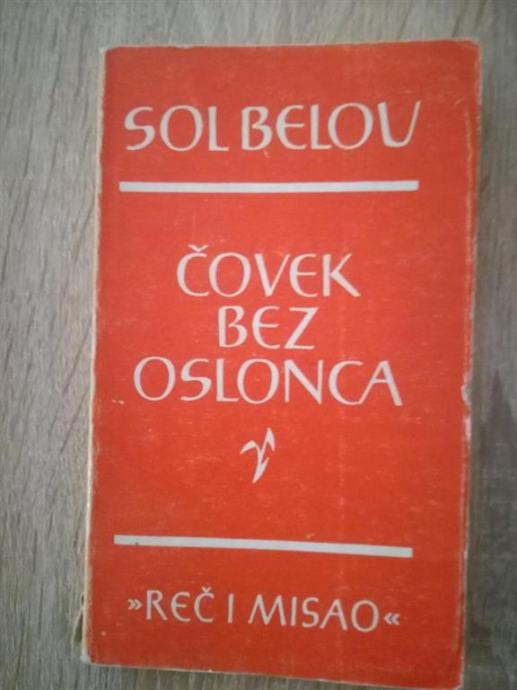 SOL BELOU
ČOVEK
BEZ
OSLONCA
»REČ I MISAO«